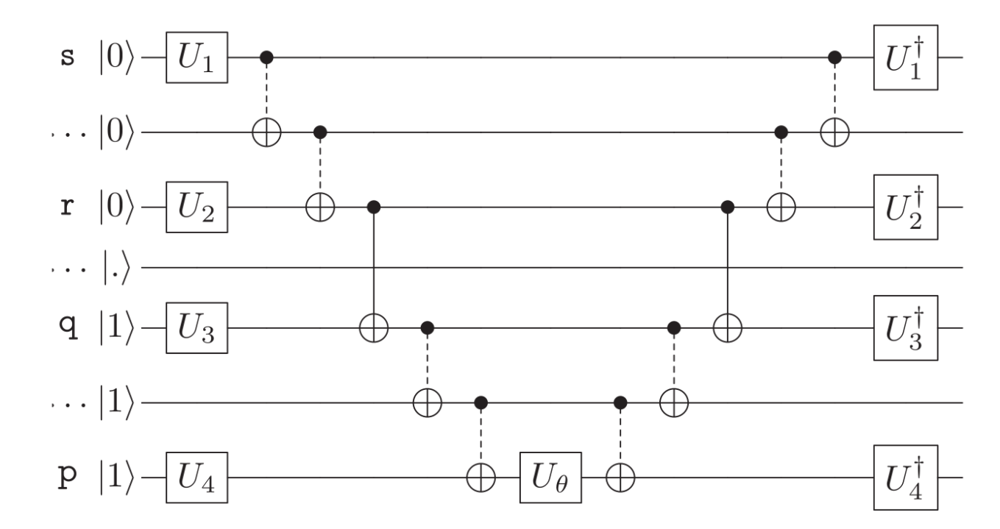 s |0⟩ U₁ U₁†
... |0⟩
r |0⟩ U₂ U₂†
... |.⟩
q |1⟩ U₃ U₃†
... |1⟩
p |1⟩ U₄ U_θ U₄†